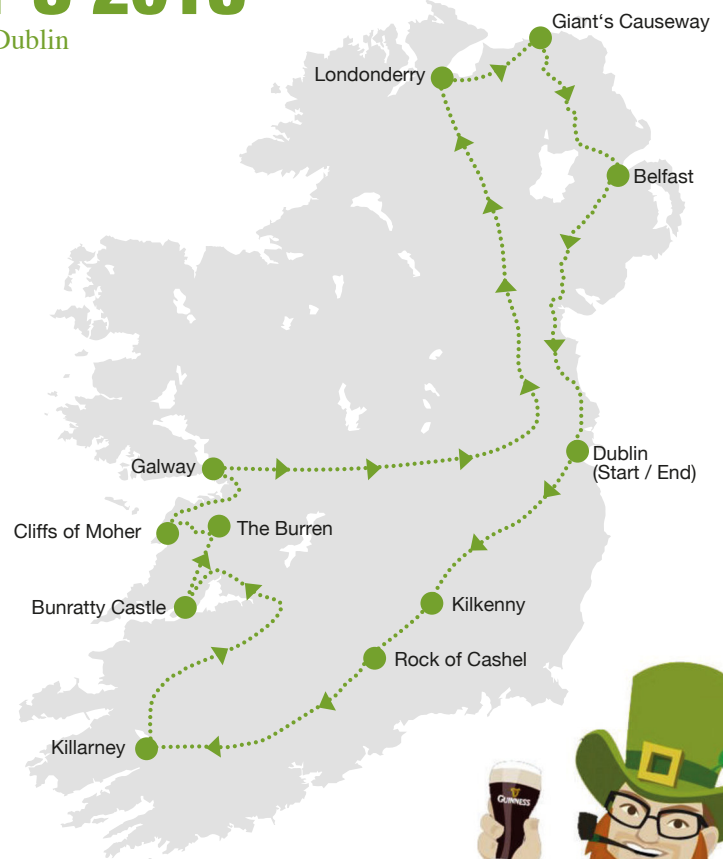 2015
Dublin
Giant‘s Causeway
Londonderry
Belfast
Galway
Dublin
(Start / End)
Cliffs of Moher
The Burren
Bunratty Castle
Kilkenny
Rock of Cashel
Killarney
GUINNESS